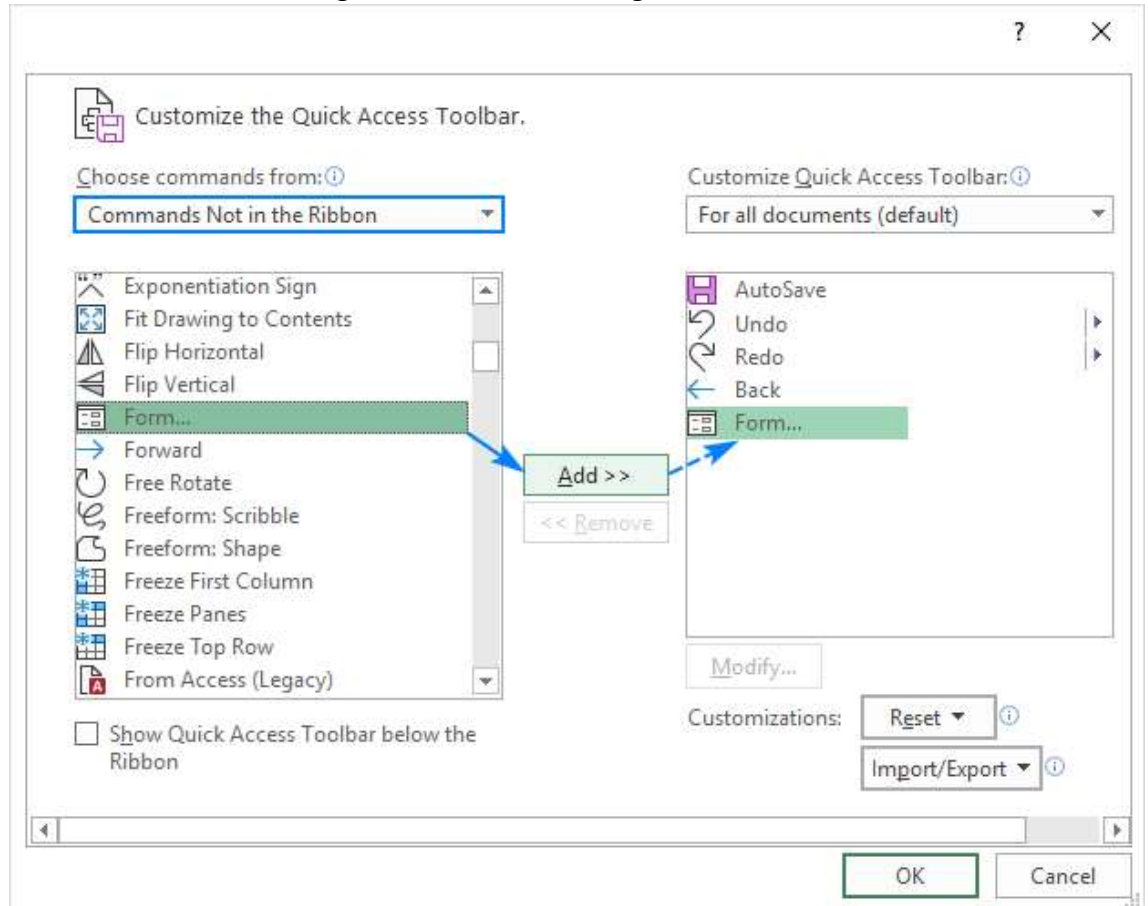 ?
Customize the Quick Access Toolbar.
Choose commands from:
Commands Not in the Ribbon
Exponentiation Sign
Fit Drawing to Contents
Flip Horizontal
Flip Vertical
Form...
Forward
Free Rotate
Freeform: Scribble
Freeform: Shape
Freeze First Column
Freeze Panes
Freeze Top Row
From Access (Legacy)
Show Quick Access Toolbar below the
Ribbon
Add >>
<< Remove
Customize Quick Access Toolbar:
For all documents (default)
AutoSave
Undo
Redo
Back
Form...
Modify...
Customizations:
Reset
Import/Export
OK
Cancel